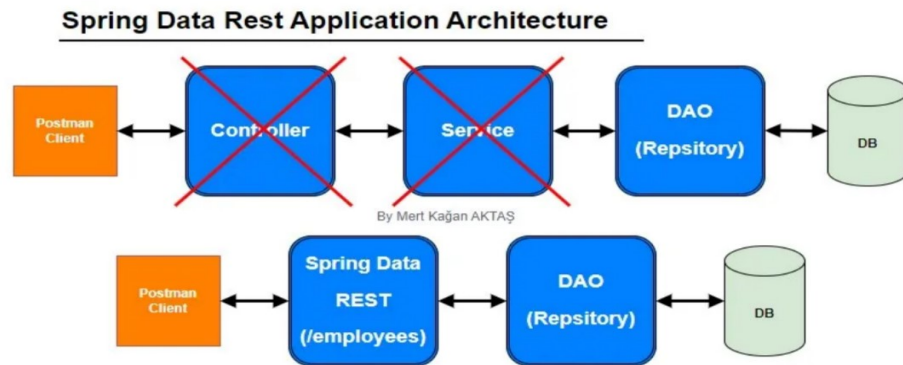 Spring Data Rest Application Architecture
Postman
Client
Controller
Service
DAO
(Repsitory)
DB
By Mert Kağan AKTAŞ
Postman
Client
Spring Data
REST
(/employees)
DAO
(Repsitory)
DB